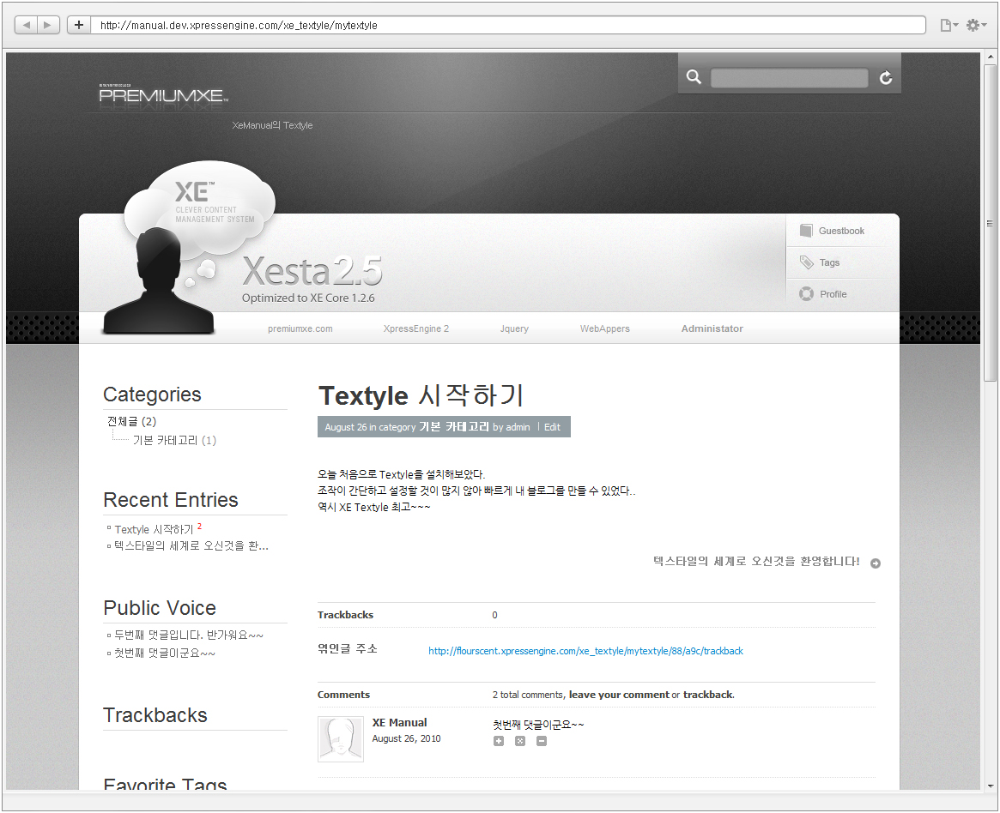 http://manual.dev.xpressengine.com/xe_textyle/mytextyle
PREMIUMXE™
XeManual의 Textyle
XE™
CLEVER CONTENT
MANAGEMENT SYSTEM
Xesta2.5
Optimized to XE Core 1.2.6
Guestbook
Tags
Profile
premiumxe.com XpressEngine 2 Jquery WebAppers Administator
Categories
전체글 (2)
기본 카테고리 (1)
Recent Entries
Textyle 시작하기 2
텍스타일의 세계로 오신것을 환...
Public Voice
두번째 댓글입니다. 반가워요~~
첫번째 댓글이군요~~
Trackbacks
Favorite Tags
Textyle 시작하기
August 26 in category 기본 카테고리 by admin | Edit
오늘 처음으로 Textyle을 설치해보았다.
조작이 간단하고 설정할 것이 많지 않아 빠르게 내 블로그를 만들 수 있었다..
역시 XE Textyle 최고~~~
텍스타일의 세계로 오신것을 환영합니다!
Trackbacks 0
엮인글 주소 http://flourscent.xpressengine.com/xe_textyle/mytextyle/88/a9c/trackback
Comments 2 total comments, leave your comment or trackback.
XE Manual
August 26, 2010
첫번째 댓글이군요~~